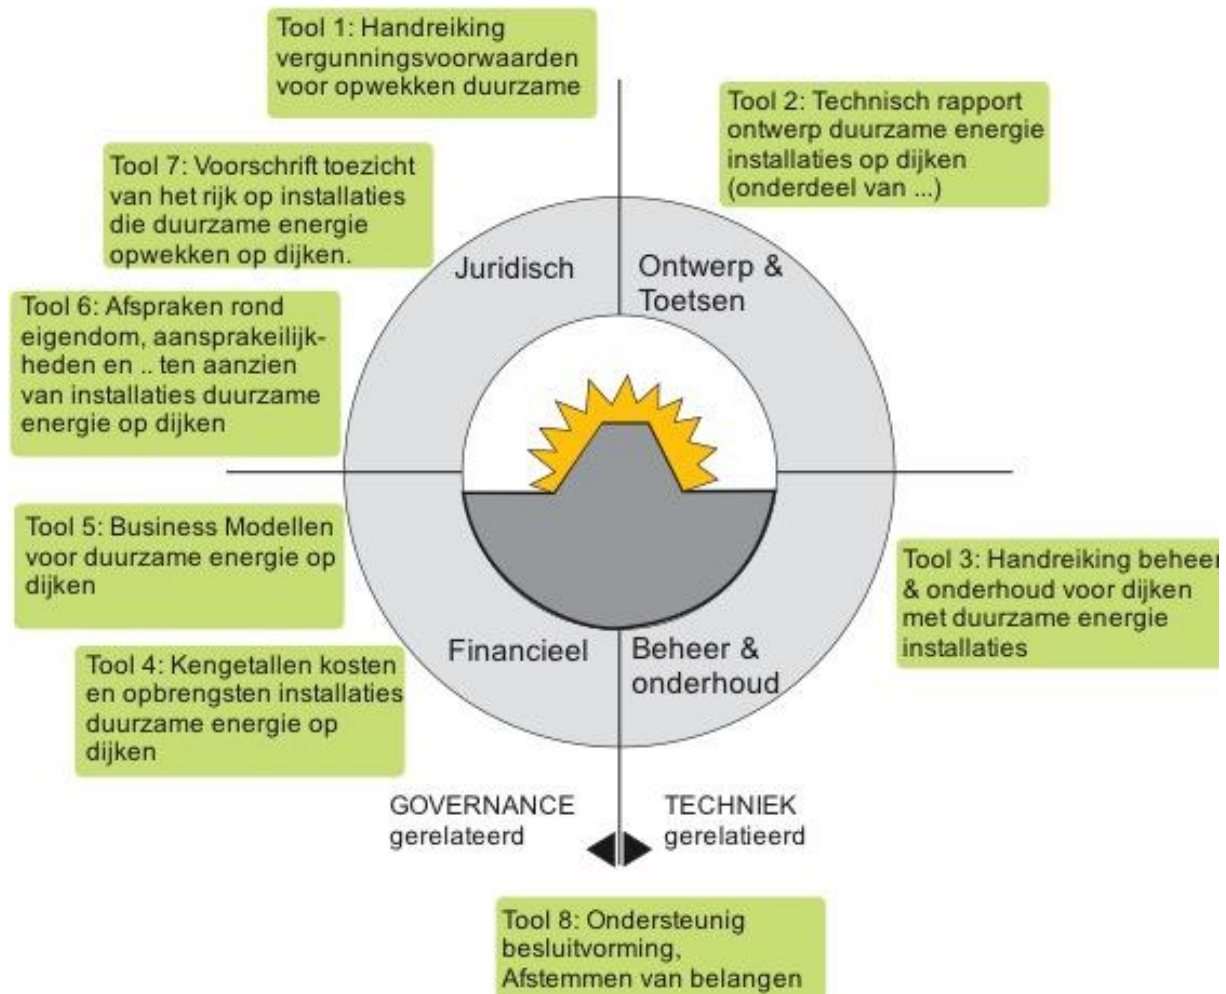 Tool 1: Handreiking
vergunningsvoorwaarden
voor opwekken duurzame
Tool 2: Technisch rapport
ontwerp duurzame energie
installaties op dijken
(onderdeel van ...)
Tool 7: Voorschrift toezicht
van het rijk op installaties
die duurzame energie
opwekken op dijken.
Juridisch
Ontwerp &
Toetsen
Tool 6: Afspraken rond
eigendom, aansprakeilijk-
heden en .. ten aanzien
van installaties duurzame
energie op dijken
Tool 5: Business Modellen
voor duurzame energie op
dijken
Tool 3: Handreiking beheer
& onderhoud voor dijken
met duurzame energie
installaties
Financieel
Beheer &
onderhoud
Tool 4: Kengetallen kosten
en opbrengsten installaties
duurzame energie op
dijken
GOVERNANCE
gerelateerd
TECHNIEK
gerelatieerd
Tool 8: Ondersteunig
besluitvorming,
Afstemmen van belangen